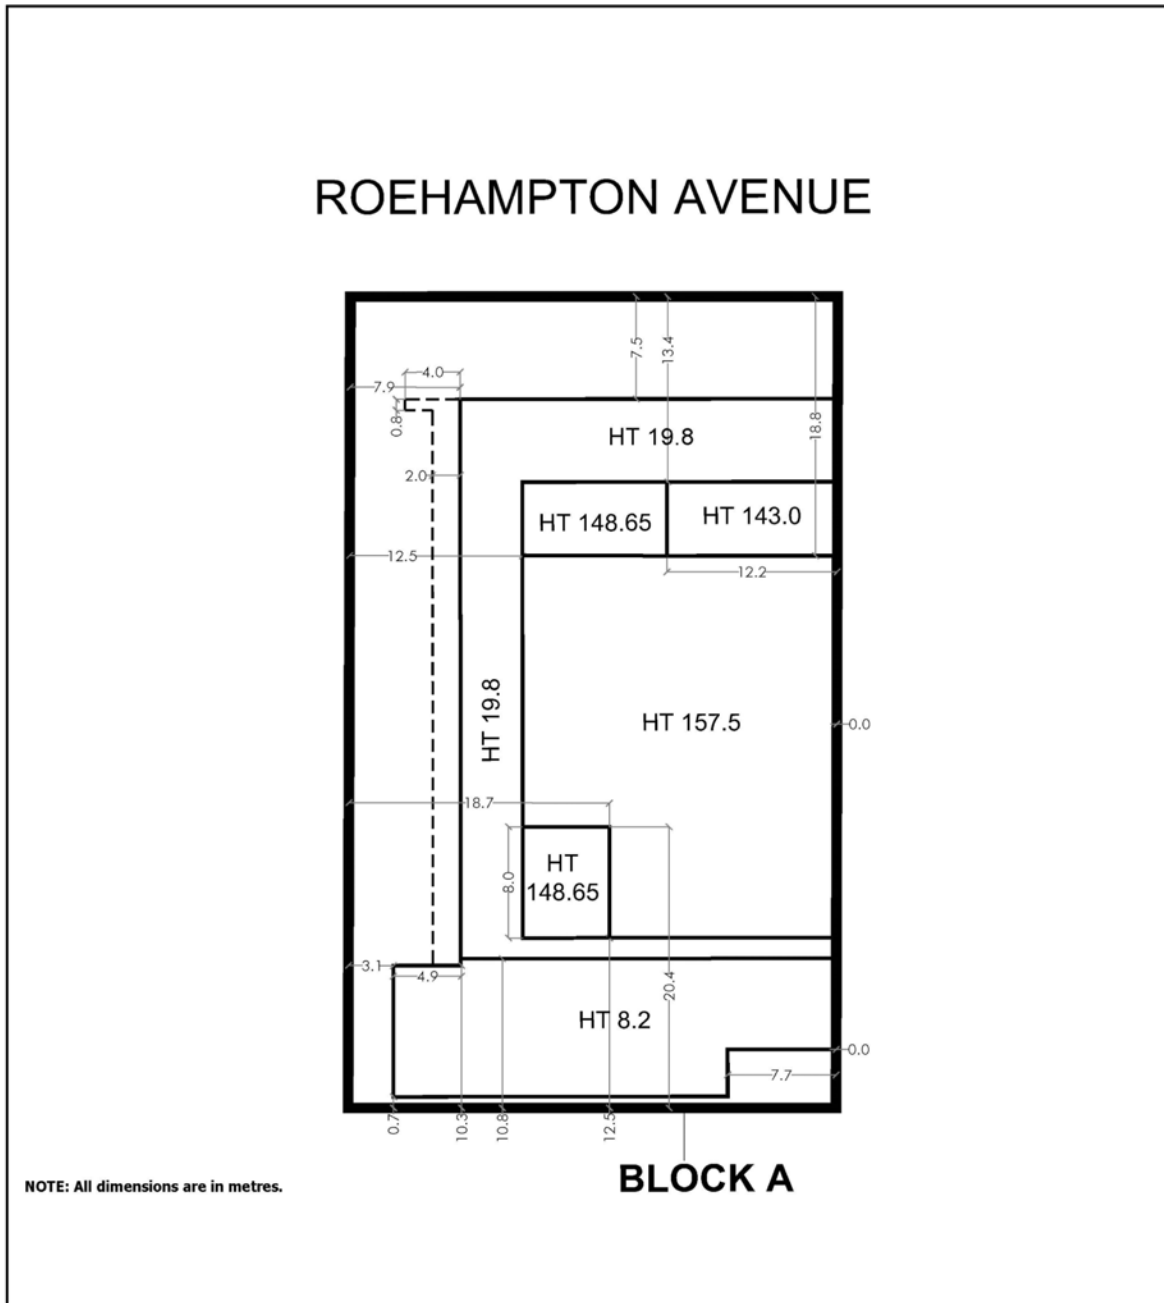 ROEHAMPTON AVENUE
7.5
13.4
18.8
4.0
7.9
0.8
HT 19.8
2.0
HT 148.65
HT 143.0
12.5
12.2
HT 19.8
HT 157.5
0.0
18.7
8.0
HT
148.65
3.1
4.9
20.4
HT 8.2
0.0
7.7
0.7
10.3
10.8
12.5
BLOCK A
NOTE: All dimensions are in metres.